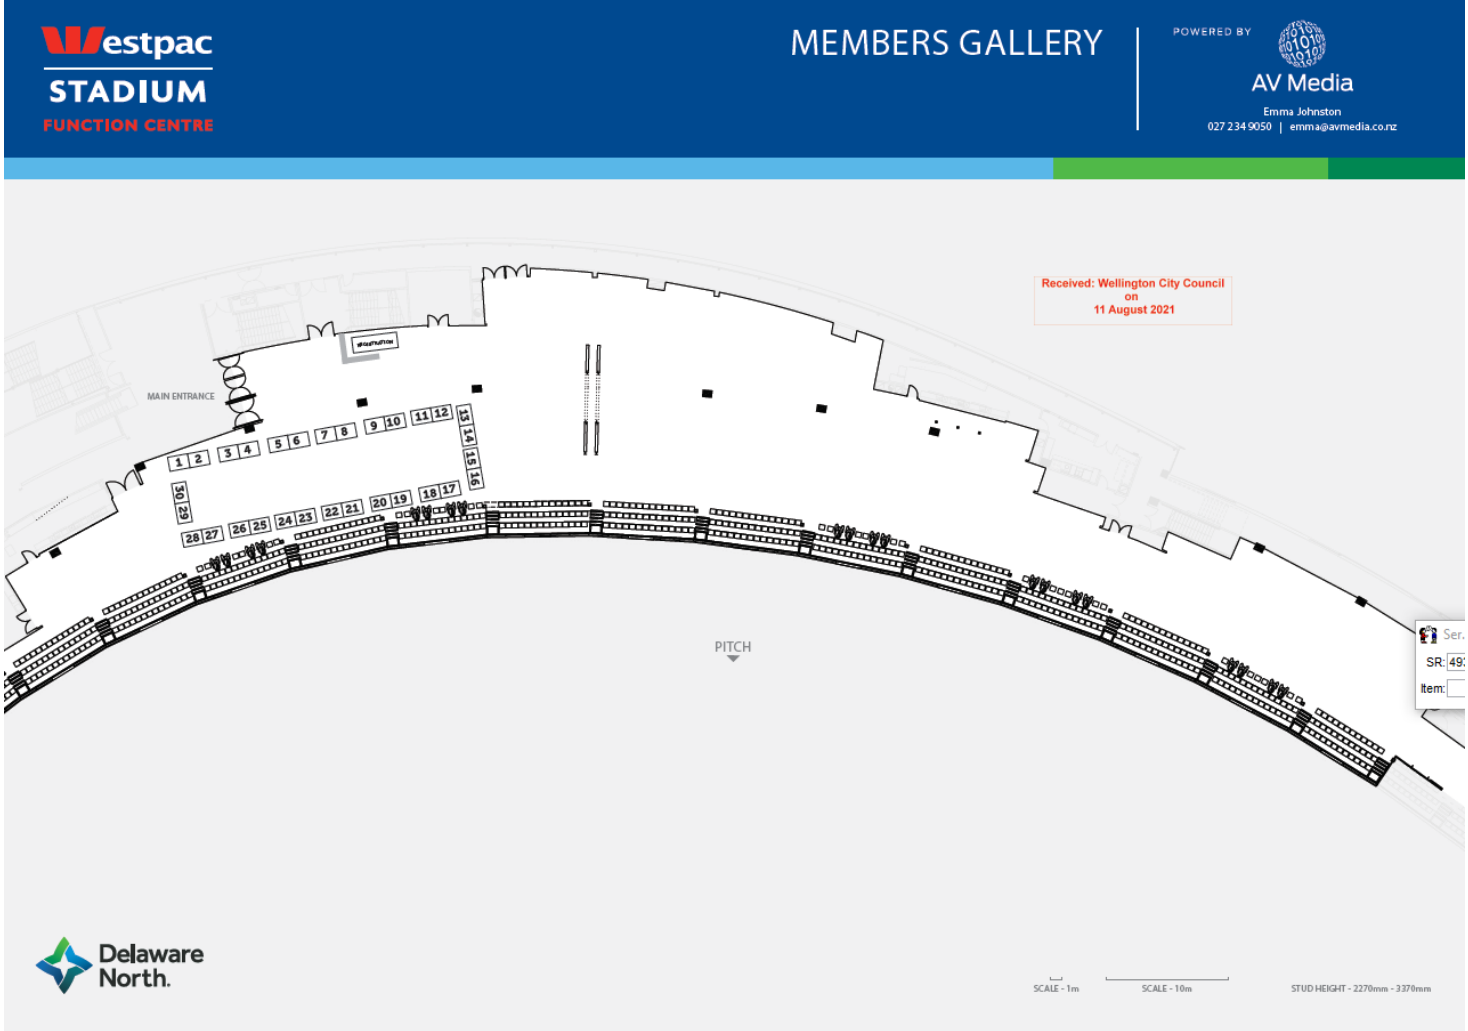 Westpac
STADIUM
FUNCTION CENTRE
MEMBERS GALLERY
POWERED BY
AV Media
Emma Johnston
027 234 9050 | emma@avmedia.co.nz
Received: Wellington City Council
on
11 August 2021
REGISTRATION
MAIN ENTRANCE
1 2 3 4 5 6 7 8 9 10 11 12 13
14
15
16
30
29
28 27 26 25 24 23 22 21 20 19 18 17
PITCH
Ser.
SR: 493
Item:
Delaware
North.
SCALE - 1m
SCALE - 10m
STUD HEIGHT - 2270mm - 3370mm